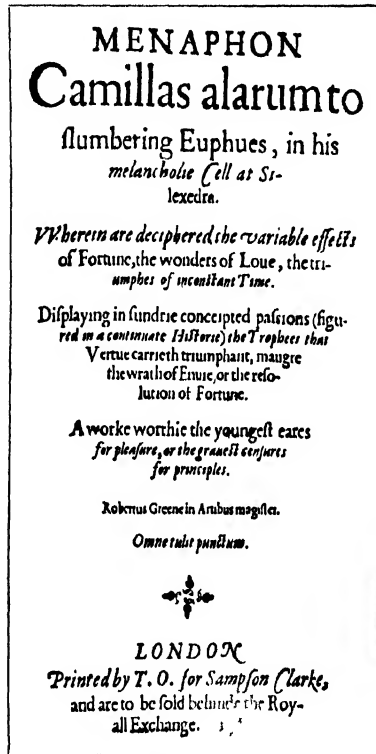 MENAPHON
Camillas alarum to
ſlumbering Euphues, in his
melancholie Cell at Si-
lexedra.
VVherein are deciphered the variable effects
of Fortune, the wonders of Loue, the tri-
umphes of inconſtant Time.
Diſplaying in ſundrie conceipted paſsions (figu-
red in a continuate Hiſtorie) the Trophees that
Vertue carrieth triumphant, maugre
the wrath of Enuie, or the reſo-
lution of Fortune.
A worke worthie the youngeſt eares
for pleaſure, or the graueſt cenſures
for principles.
Robertus Greene in Artibus magiſter.
Omne tulit punctum.
LONDON
Printed by T. O. for Sampſon Clarke,
and are to be ſold behinde the Roy-
all Exchange.